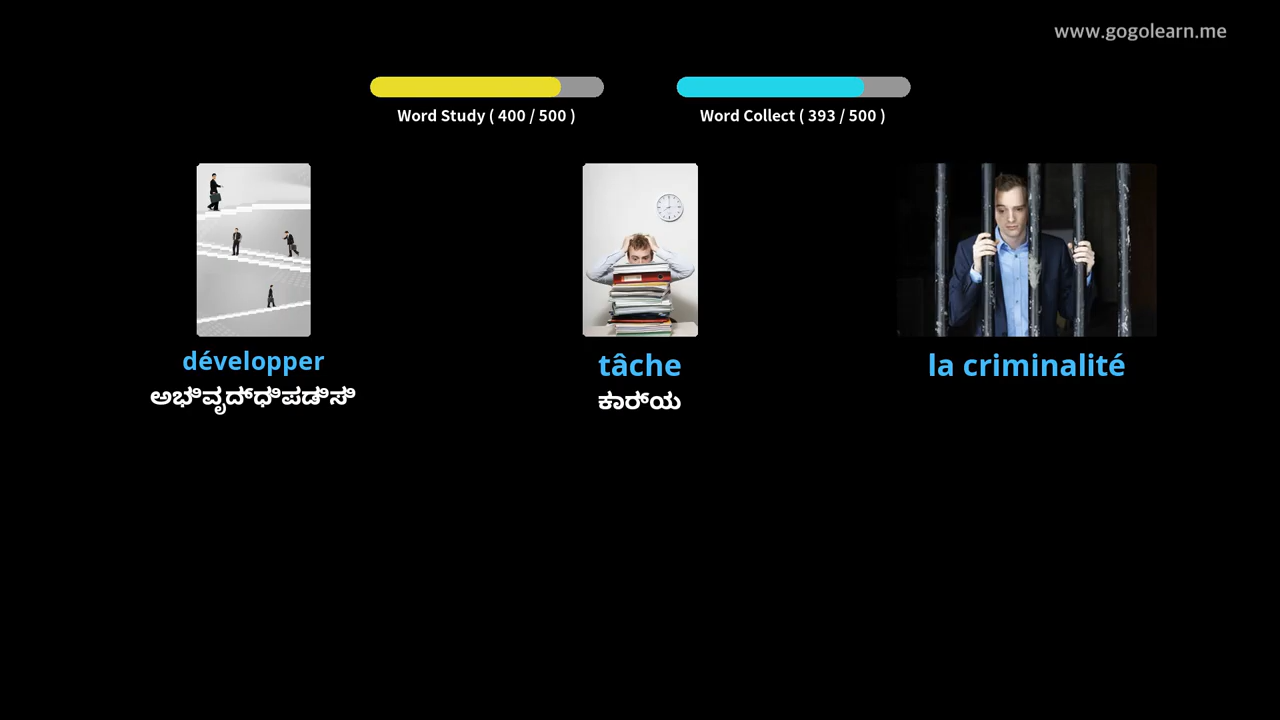 www.gogolearn.me
Word Study ( 400 / 500 )
Word Collect ( 393 / 500 )
développer
ಅಭಿವೃದ್ಧಿಪಡಿಸಿ
tâche
ಕಾರ್ಯ
la criminalité